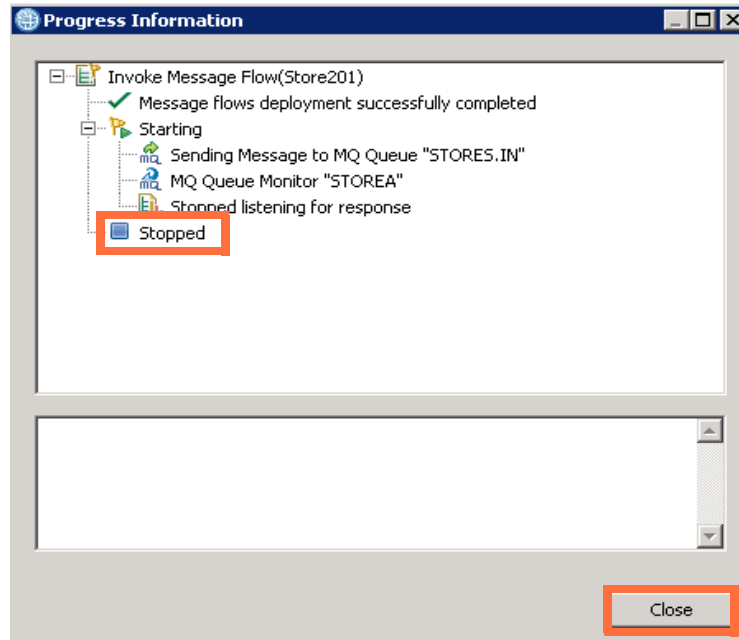 Progress Information
Invoke Message Flow(Store201)
Message flows deployment successfully completed
Starting
Sending Message to MQ Queue "STORES.IN"
MQ Queue Monitor "STOREA"
Stopped listening for response
Stopped
Close